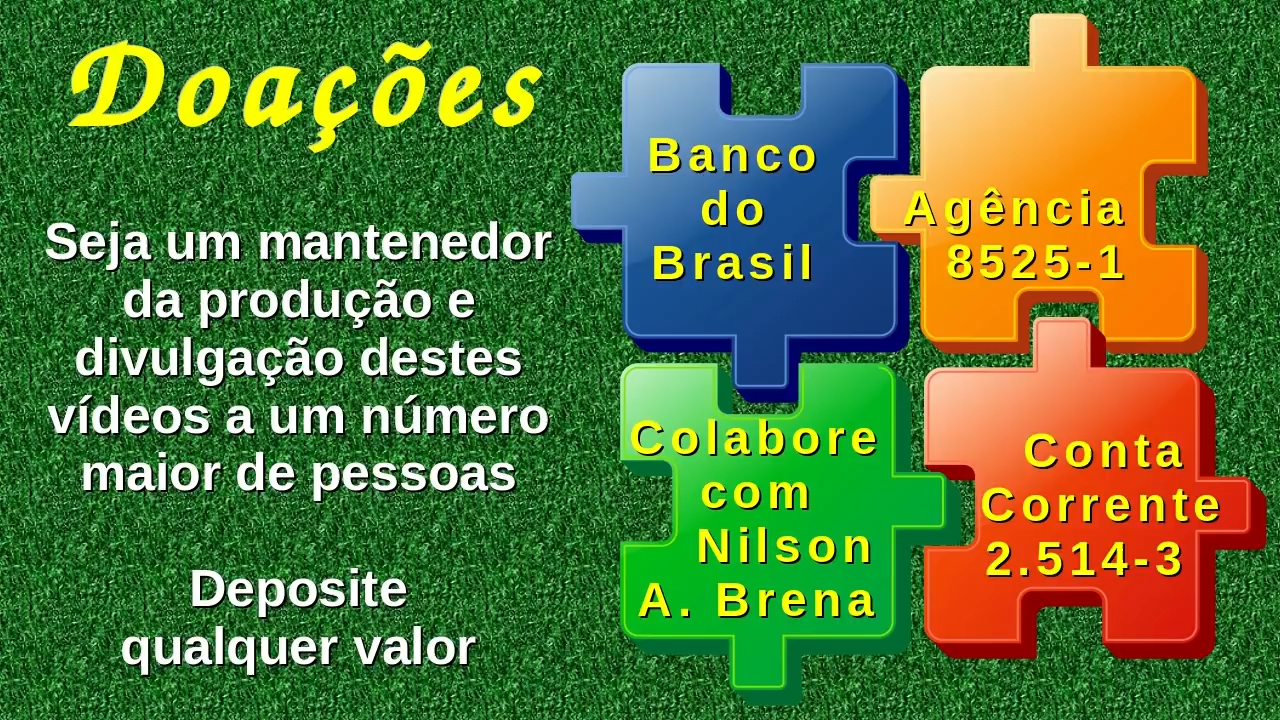 Doações
Seja um mantenedor
da produção e
divulgação destes
vídeos a um número
maior de pessoas
Deposite
qualquer valor
Banco
do
Brasil
Agência
8525-1
Colabore
com
Nilson
A. Brena
Conta
Corrente
2.514-3